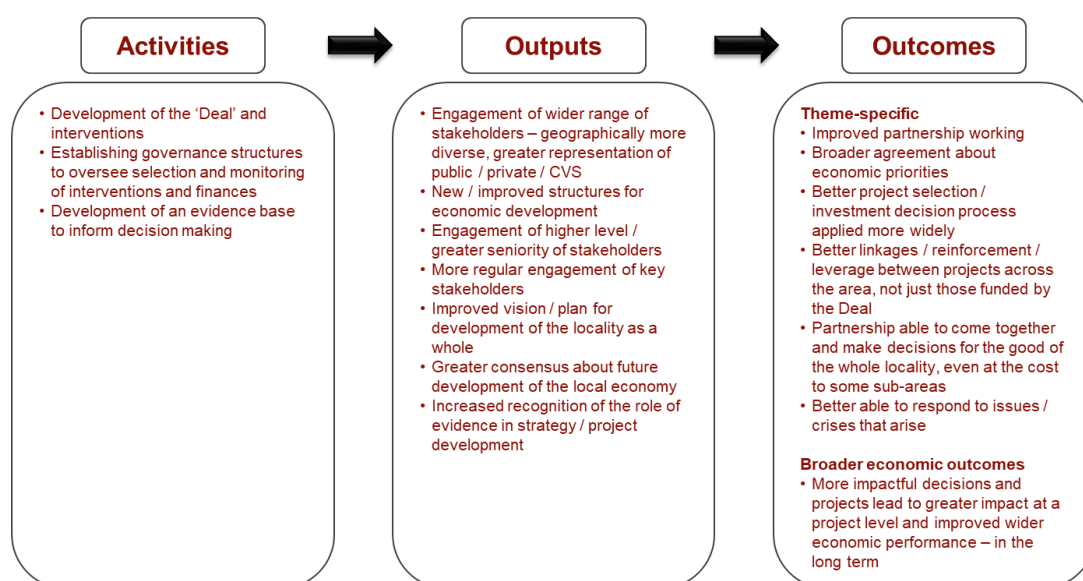 Activities
Outputs
Outcomes
• Development of the ‘Deal’ and
interventions
• Establishing governance structures
to oversee selection and monitoring
of interventions and finances
• Development of an evidence base
to inform decision making
• Engagement of wider range of
stakeholders – geographically more
diverse, greater representation of
public / private / CVS
• New / improved structures for
economic development
• Engagement of higher level /
greater seniority of stakeholders
• More regular engagement of key
stakeholders
• Improved vision / plan for
development of the locality as a
whole
• Greater consensus about future
development of the local economy
• Increased recognition of the role of
evidence in strategy / project
development
Theme-specific
• Improved partnership working
• Broader agreement about
economic priorities
• Better project selection /
investment decision process
applied more widely
• Better linkages / reinforcement /
leverage between projects across
the area, not just those funded by
the Deal
• Partnership able to come together
and make decisions for the good of
the whole locality, even at the cost
to some sub-areas
• Better able to respond to issues /
crises that arise
Broader economic outcomes
• More impactful decisions and
projects lead to greater impact at a
project level and improved wider
economic performance – in the
long term